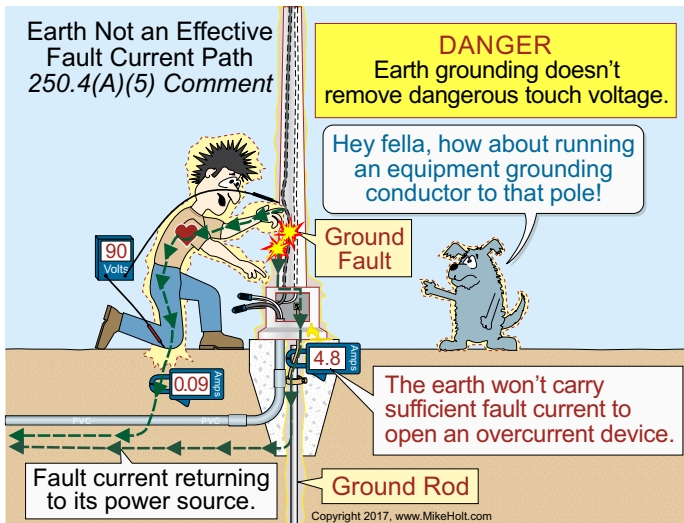 Earth Not an Effective
Fault Current Path
250.4(A)(5) Comment
DANGER
Earth grounding doesn't
remove dangerous touch voltage.
Hey fella, how about running
an equipment grounding
conductor to that pole!
Ground
Fault
90
Volts
4.8
Amps
0.09
Amps
The earth won't carry
sufficient fault current to
open an overcurrent device.
PVC PVC
Fault current returning
to its power source.
Ground Rod
Copyright 2017, www.MikeHolt.com